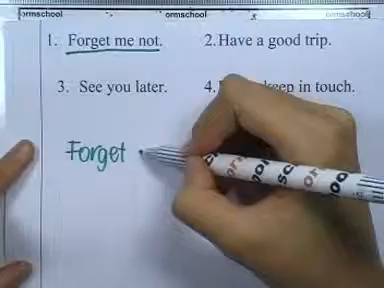 ormschool ormschool ormschool
1. Forget me not. 2. Have a good trip.
3. See you later. 4. keep in touch.
Forget